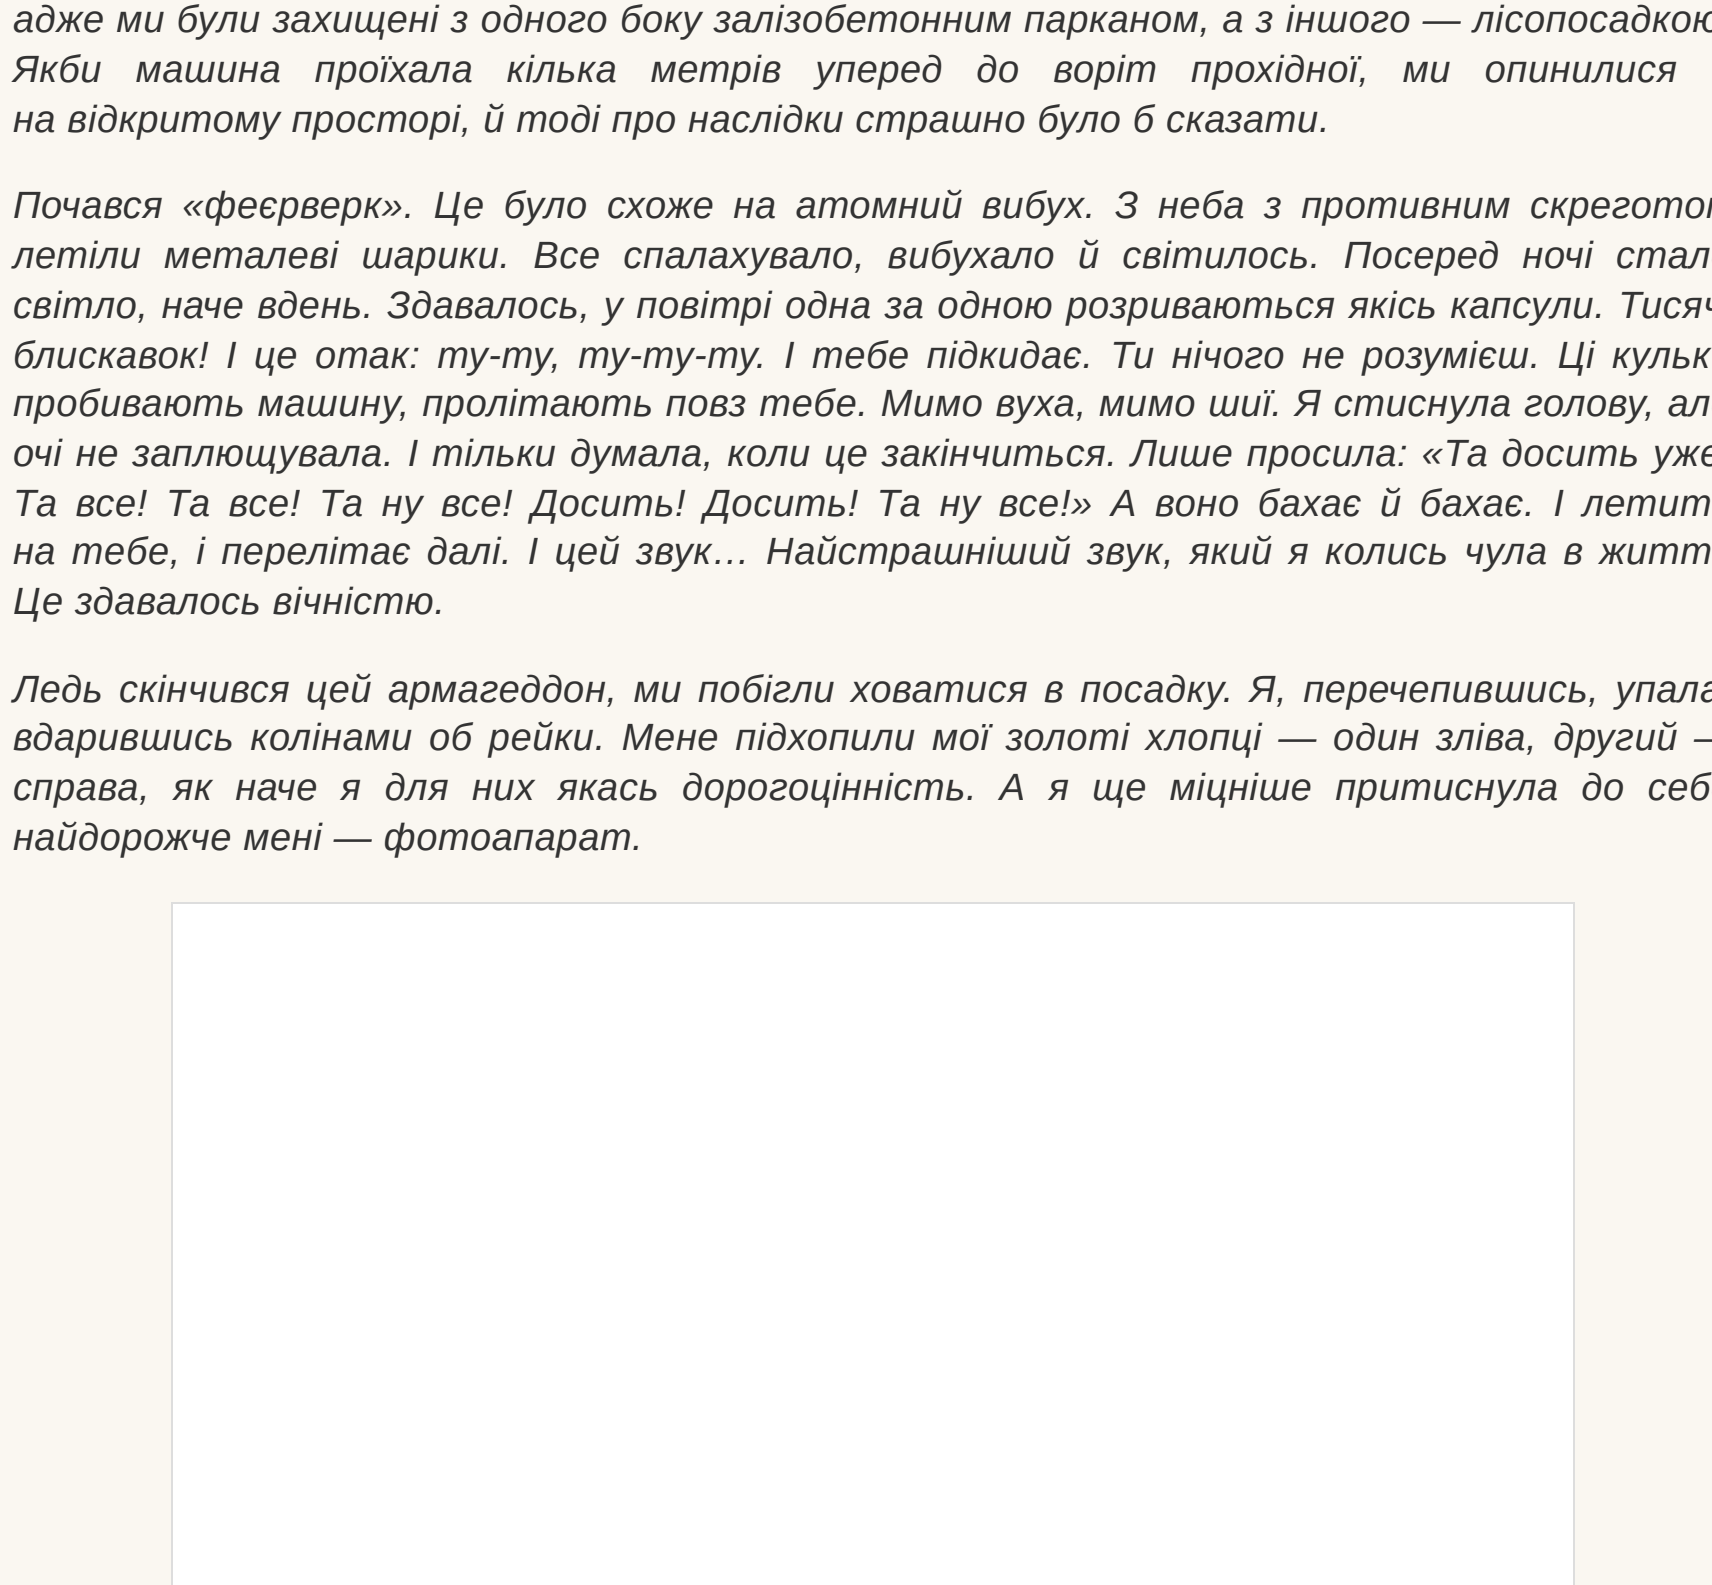 адже ми були захищені з одного боку залізобетонним парканом, а з іншого — лісопосадкою
Якби машина проїхала кілька метрів уперед до воріт прохідної, ми опинилися
на відкритому просторі, й тоді про наслідки страшно було б сказати.
Почався «феєрверк». Це було схоже на атомний вибух. З неба з противним скреготом
летіли металеві шарики. Все спалахувало, вибухало й світилось. Посеред ночі стал
світло, наче вдень. Здавалось, у повітрі одна за одною розриваються якісь капсули. Тисяч
блискавок! І це отак: ту-ту, ту-ту-ту. І тебе підкидає. Ти нічого не розумієш. Ці кульк
пробивають машину, пролітають повз тебе. Мимо вуха, мимо шиї. Я стиснула голову, ал
очі не заплющувала. І тільки думала, коли це закінчиться. Лише просила: «Та досить уже
Та все! Та все! Та ну все! Досить! Досить! Та ну все!» А воно бахає й бахає. І летит
на тебе, і перелітає далі. І цей звук… Найстрашніший звук, який я колись чула в житт
Це здавалось вічністю.
Ледь скінчився цей армагеддон, ми побігли ховатися в посадку. Я, перечепившись, упала
вдарившись колінами об рейки. Мене підхопили мої золоті хлопці — один зліва, другий —
справа, як наче я для них якась дорогоцінність. А я ще міцніше притиснула до себ
найдорожче мені — фотоапарат.